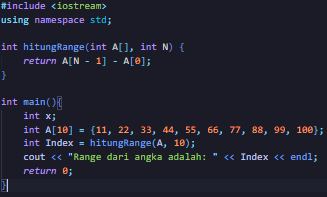 #include <iostream>
using namespace std;
int hitungRange(int A[], int N) {
return A[N - 1] - A[0];
}
int main(){
int x;
int A[10] = {11, 22, 33, 44, 55, 66, 77, 88, 99, 100};
int Index = hitungRange(A, 10);
cout << "Range dari angka adalah: " << Index << endl;
return 0;
}